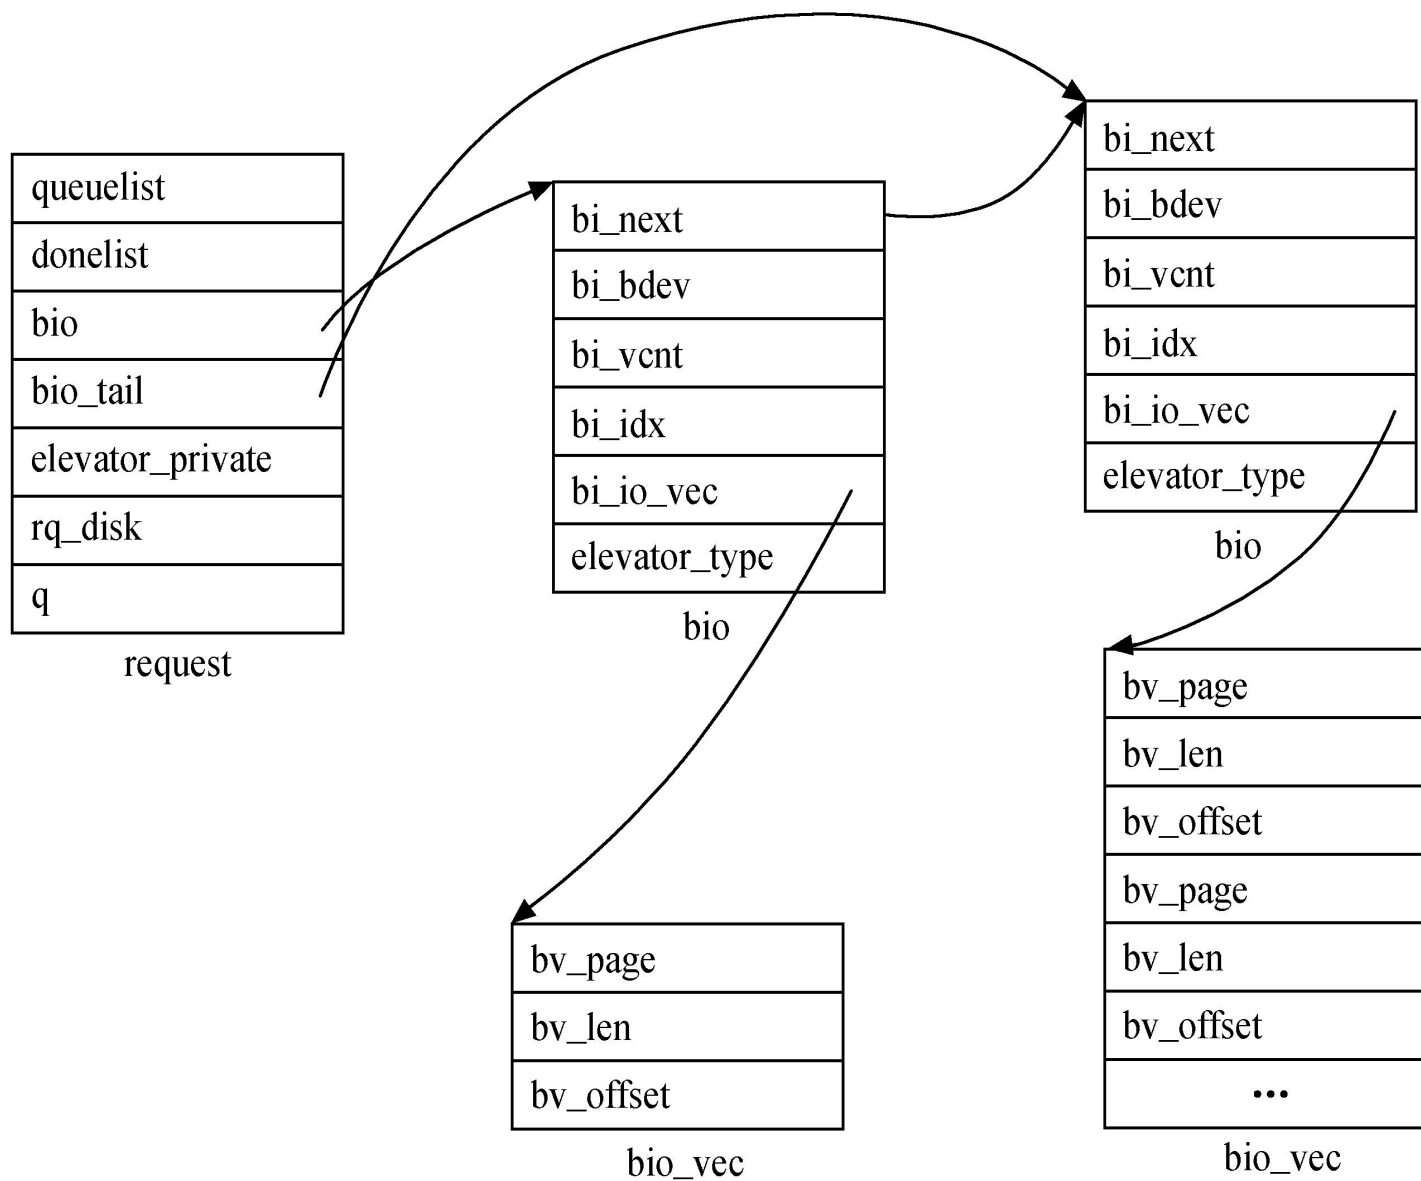 queuelist
donelist
bio
bio_tail
elevator_private
rq_disk
q
request
bi_next
bi_bdev
bi_vcnt
bi_idx
bi_io_vec
elevator_type
bio
bi_next
bi_bdev
bi_vcnt
bi_idx
bi_io_vec
elevator_type
bio
bv_page
bv_len
bv_offset
bio_vec
bv_page
bv_len
bv_offset
bv_page
bv_len
bv_offset
...
bio_vec